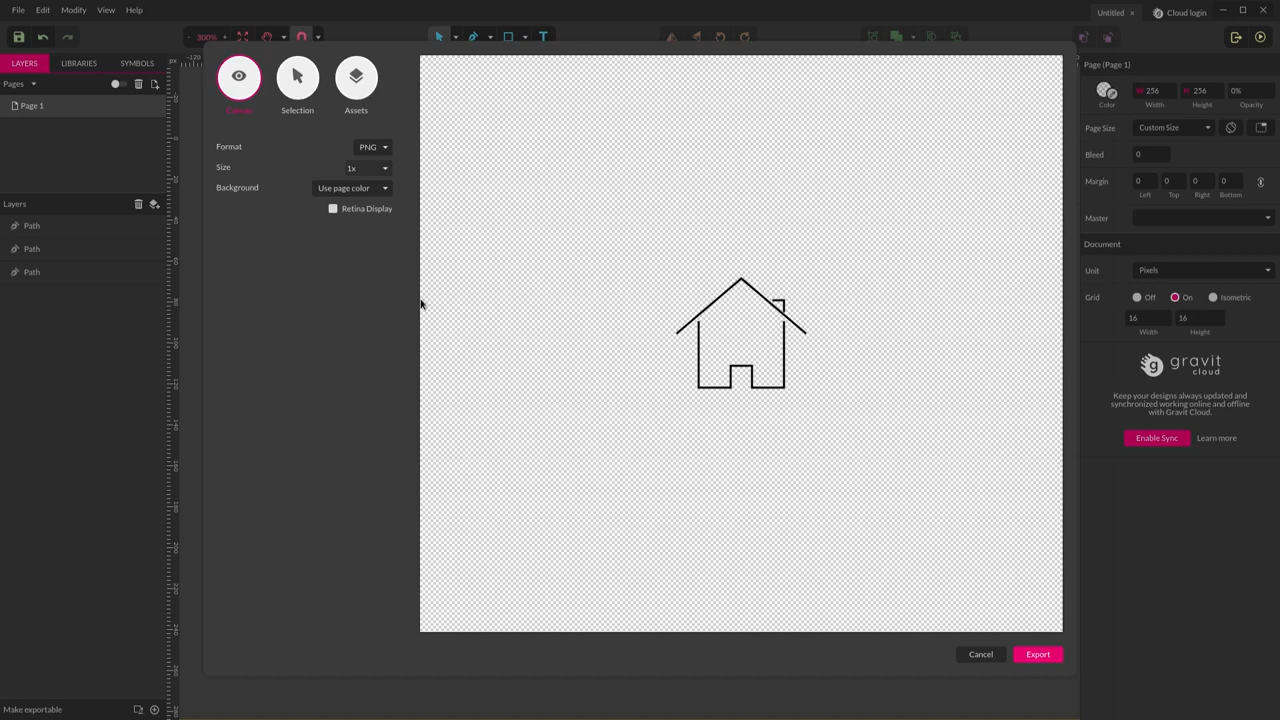 File Edit Modify View Help
Untitled × Cloud login
- 300% +
LAYERS LIBRARIES SYMBOLS
px
-120
Pages
Page 1
Layers
Path
Path
Path
Make exportable
Canvas Selection Assets
Format PNG
Size 1x
Background Use page color
Retina Display
Cancel Export
Page (Page 1)
W 256 H 256 0%
Color Width Height Opacity
Page Size Custom Size
Bleed 0
Margin 0 0 0 0
Left Top Right Bottom
Master
Document
Unit Pixels
Grid Off On Isometric
16 16
Width Height
gravit
cloud
Keep your designs always updated and
synchronized working online and offline
with Gravit Cloud.
Enable Sync Learn more